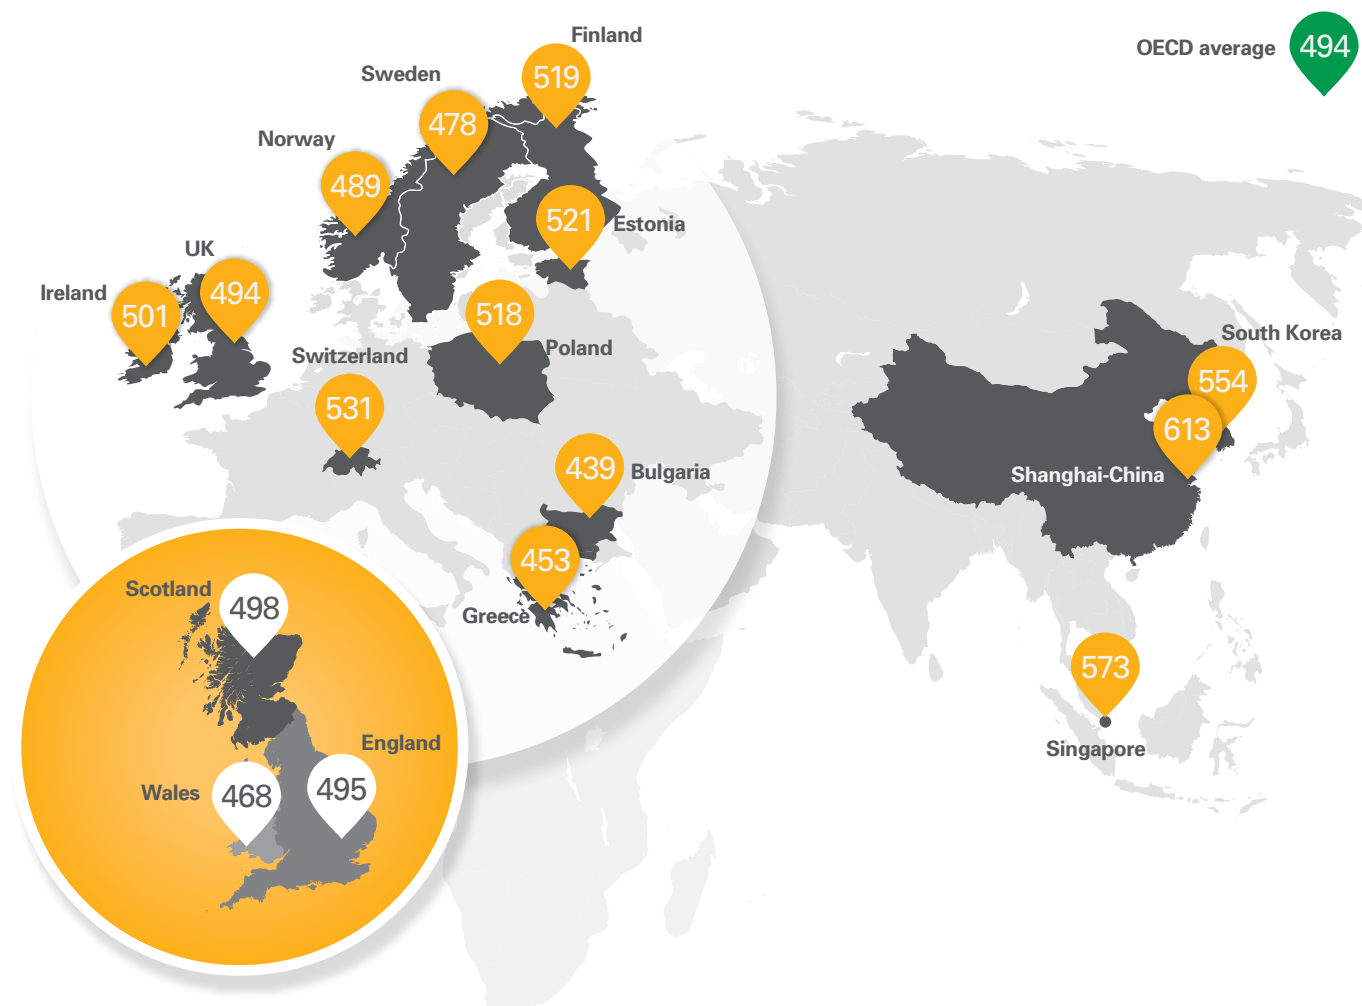 Finland
519
OECD average
494
Sweden
478
Norway
489
Estonia
521
UK
494
Ireland
501
Poland
518
Switzerland
531
South Korea
554
613
Shanghai-China
439
Bulgaria
453
Greece
Scotland
498
573
Singapore
England
495
Wales
468